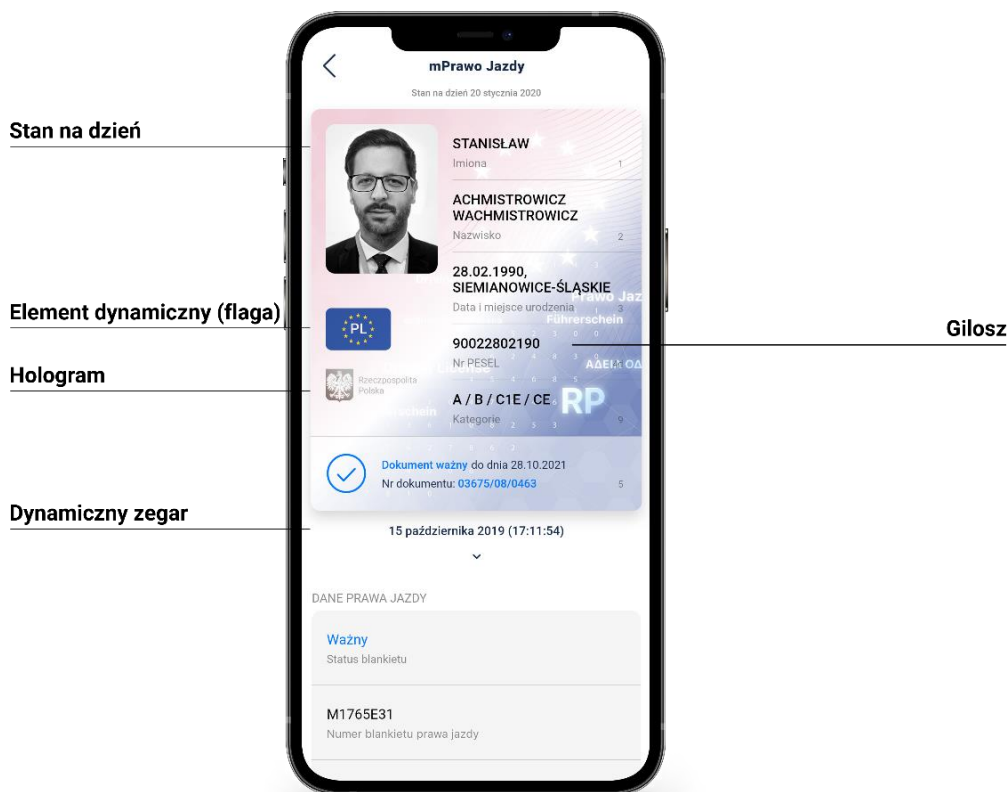 mPrawo Jazdy
Stan na dzień 20 stycznia 2020
Stan na dzień
STANISŁAW
Imiona 1
ACHMISTROWICZ
WACHMISTROWICZ
Nazwisko 2
28.02.1990,
SIEMIANOWICE-ŚLĄSKIE
Prawo Jaz
Data i miejsce urodzenia 3
Element dynamiczny (flaga)
PL
Führerschein
Gilosz
90022802190
Nr PESEL
ΑΔΕΙΑ ΟΔ
Hologram
Rzeczpospolita
Polska
A / B / C1E / CE
RP
Kategorie 9
Dokument ważny do dnia 28.10.2021
Nr dokumentu: 03675/08/0463 5
Dynamiczny zegar
15 października 2019 (17:11:54)
DANE PRAWA JAZDY
Ważny
Status blankietu
M1765E31
Numer blankietu prawa jazdy